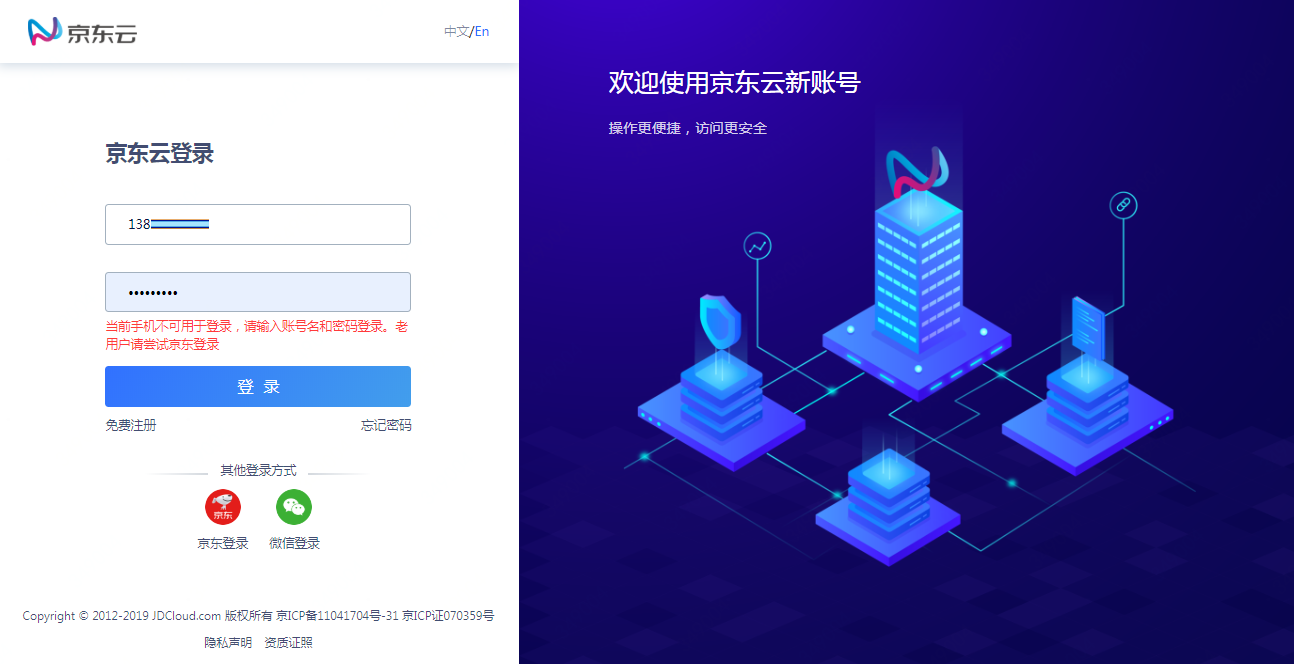 京东云
中文/En
京东云登录
138
•••••••••
当前手机不可用于登录，请输入账号名和密码登录。老
用户请尝试京东登录
登 录
免费注册 忘记密码
其他登录方式
京东
京东登录 微信登录
Copyright © 2012-2019 JDCloud.com 版权所有 京ICP备11041704号-31 京ICP证070359号
隐私声明 资质证照
欢迎使用京东云新账号
操作更便捷，访问更安全